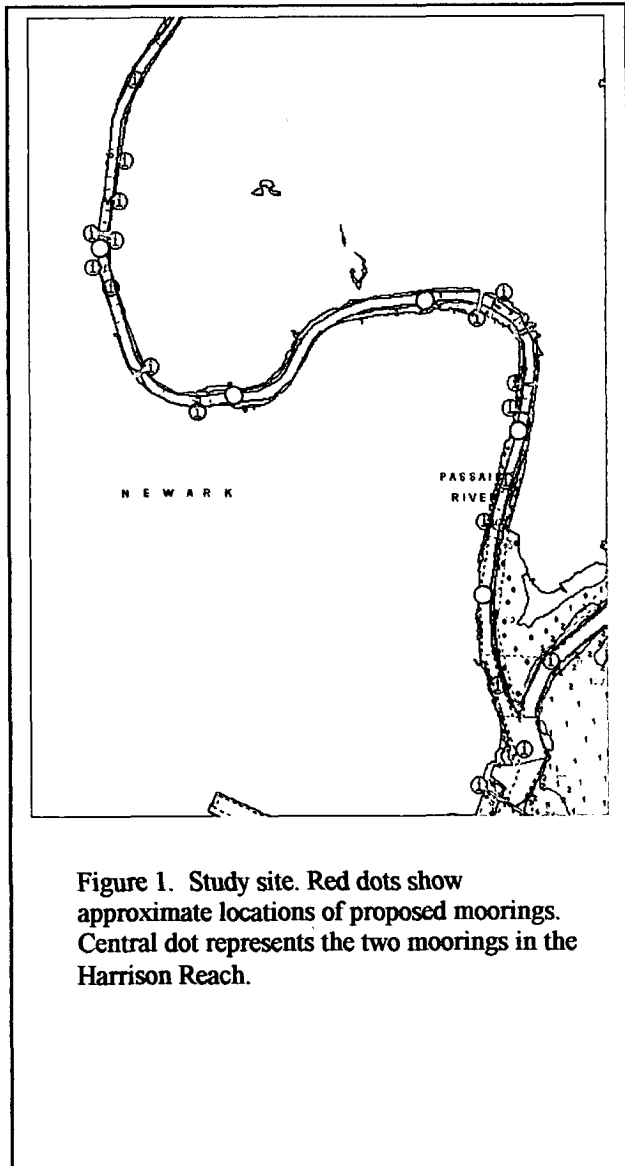 NEWARK
PASSAIC
RIVER
Figure 1. Study site. Red dots show
approximate locations of proposed moorings.
Central dot represents the two moorings in the
Harrison Reach.